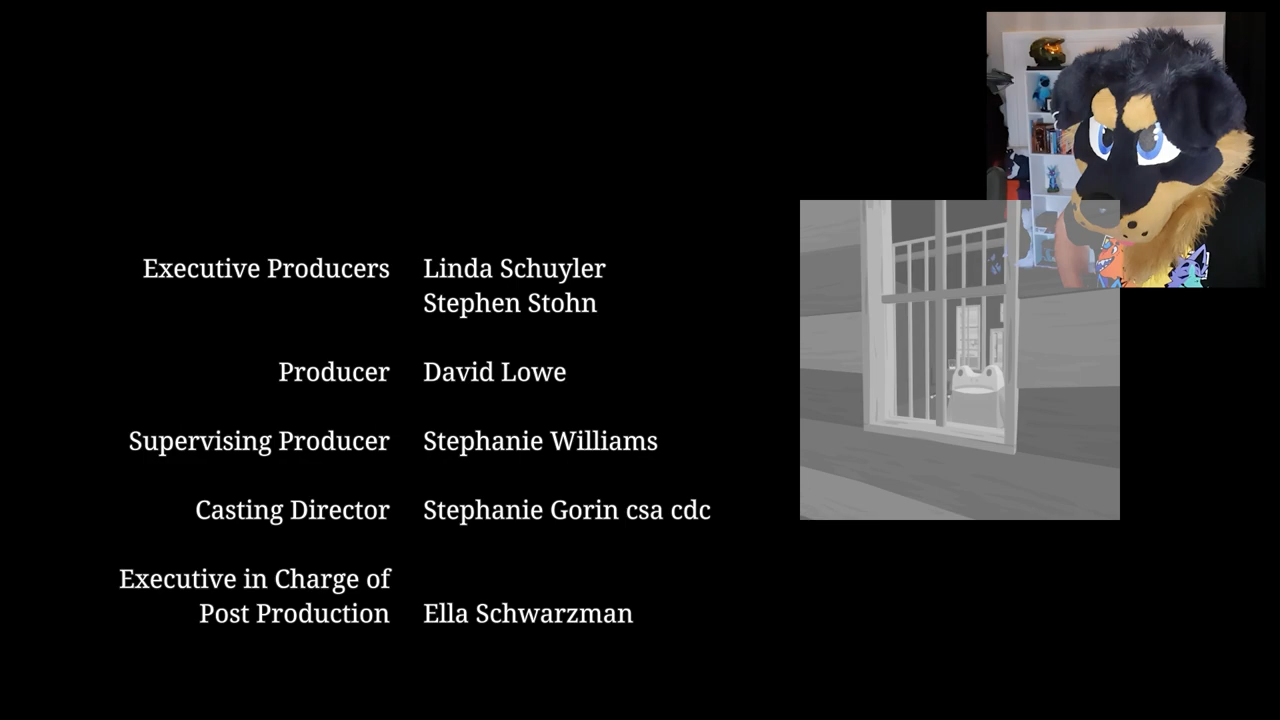 Executive Producers Linda Schuyler
Stephen Stohn
Producer David Lowe
Supervising Producer Stephanie Williams
Casting Director Stephanie Gorin csa cdc
Executive in Charge of
Post Production Ella Schwarzman